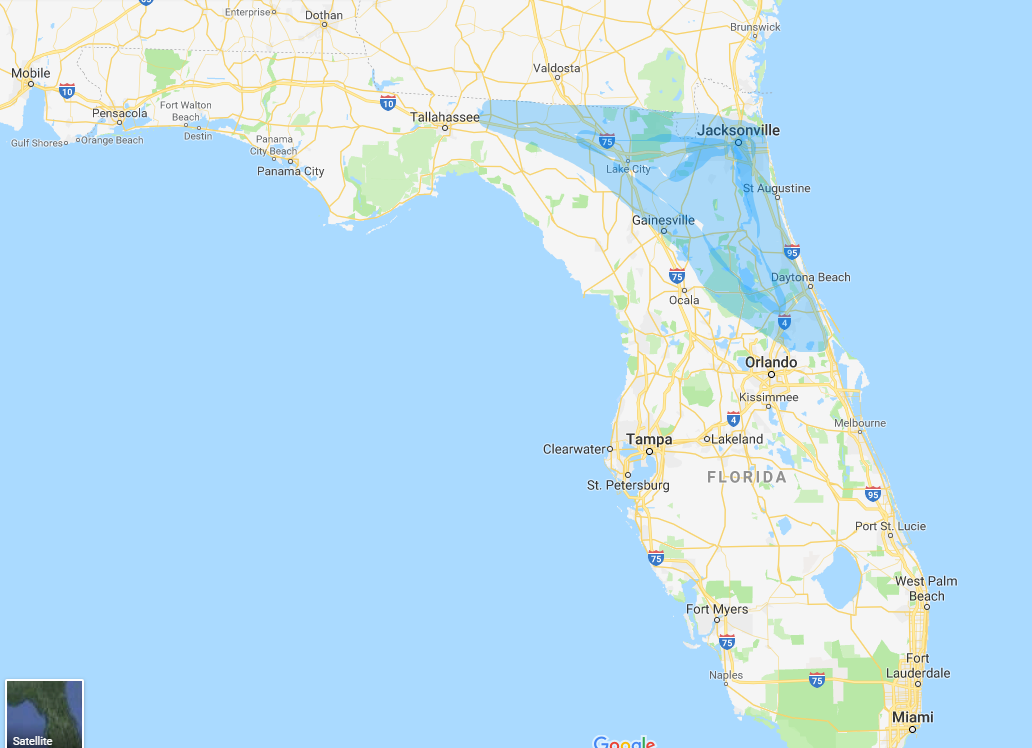 85
Enterprise
Dothan
Brunswick
Mobile
10
Valdosta
Pensacola
Fort Walton
Beach
Destin
10
Tallahassee
Jacksonville
Gulf Shores
Orange Beach
Panama
City Beach
Panama City
75
Lake City
St Augustine
Gainesville
95
75
Daytona Beach
Ocala
4
Orlando
Kissimmee
4
Melbourne
Clearwater
Tampa
Lakeland
St. Petersburg
FLORIDA
95
Port St. Lucie
75
West Palm
Beach
Fort Myers
75
Fort
Lauderdale
Naples
75
Miami
Satellite
Google